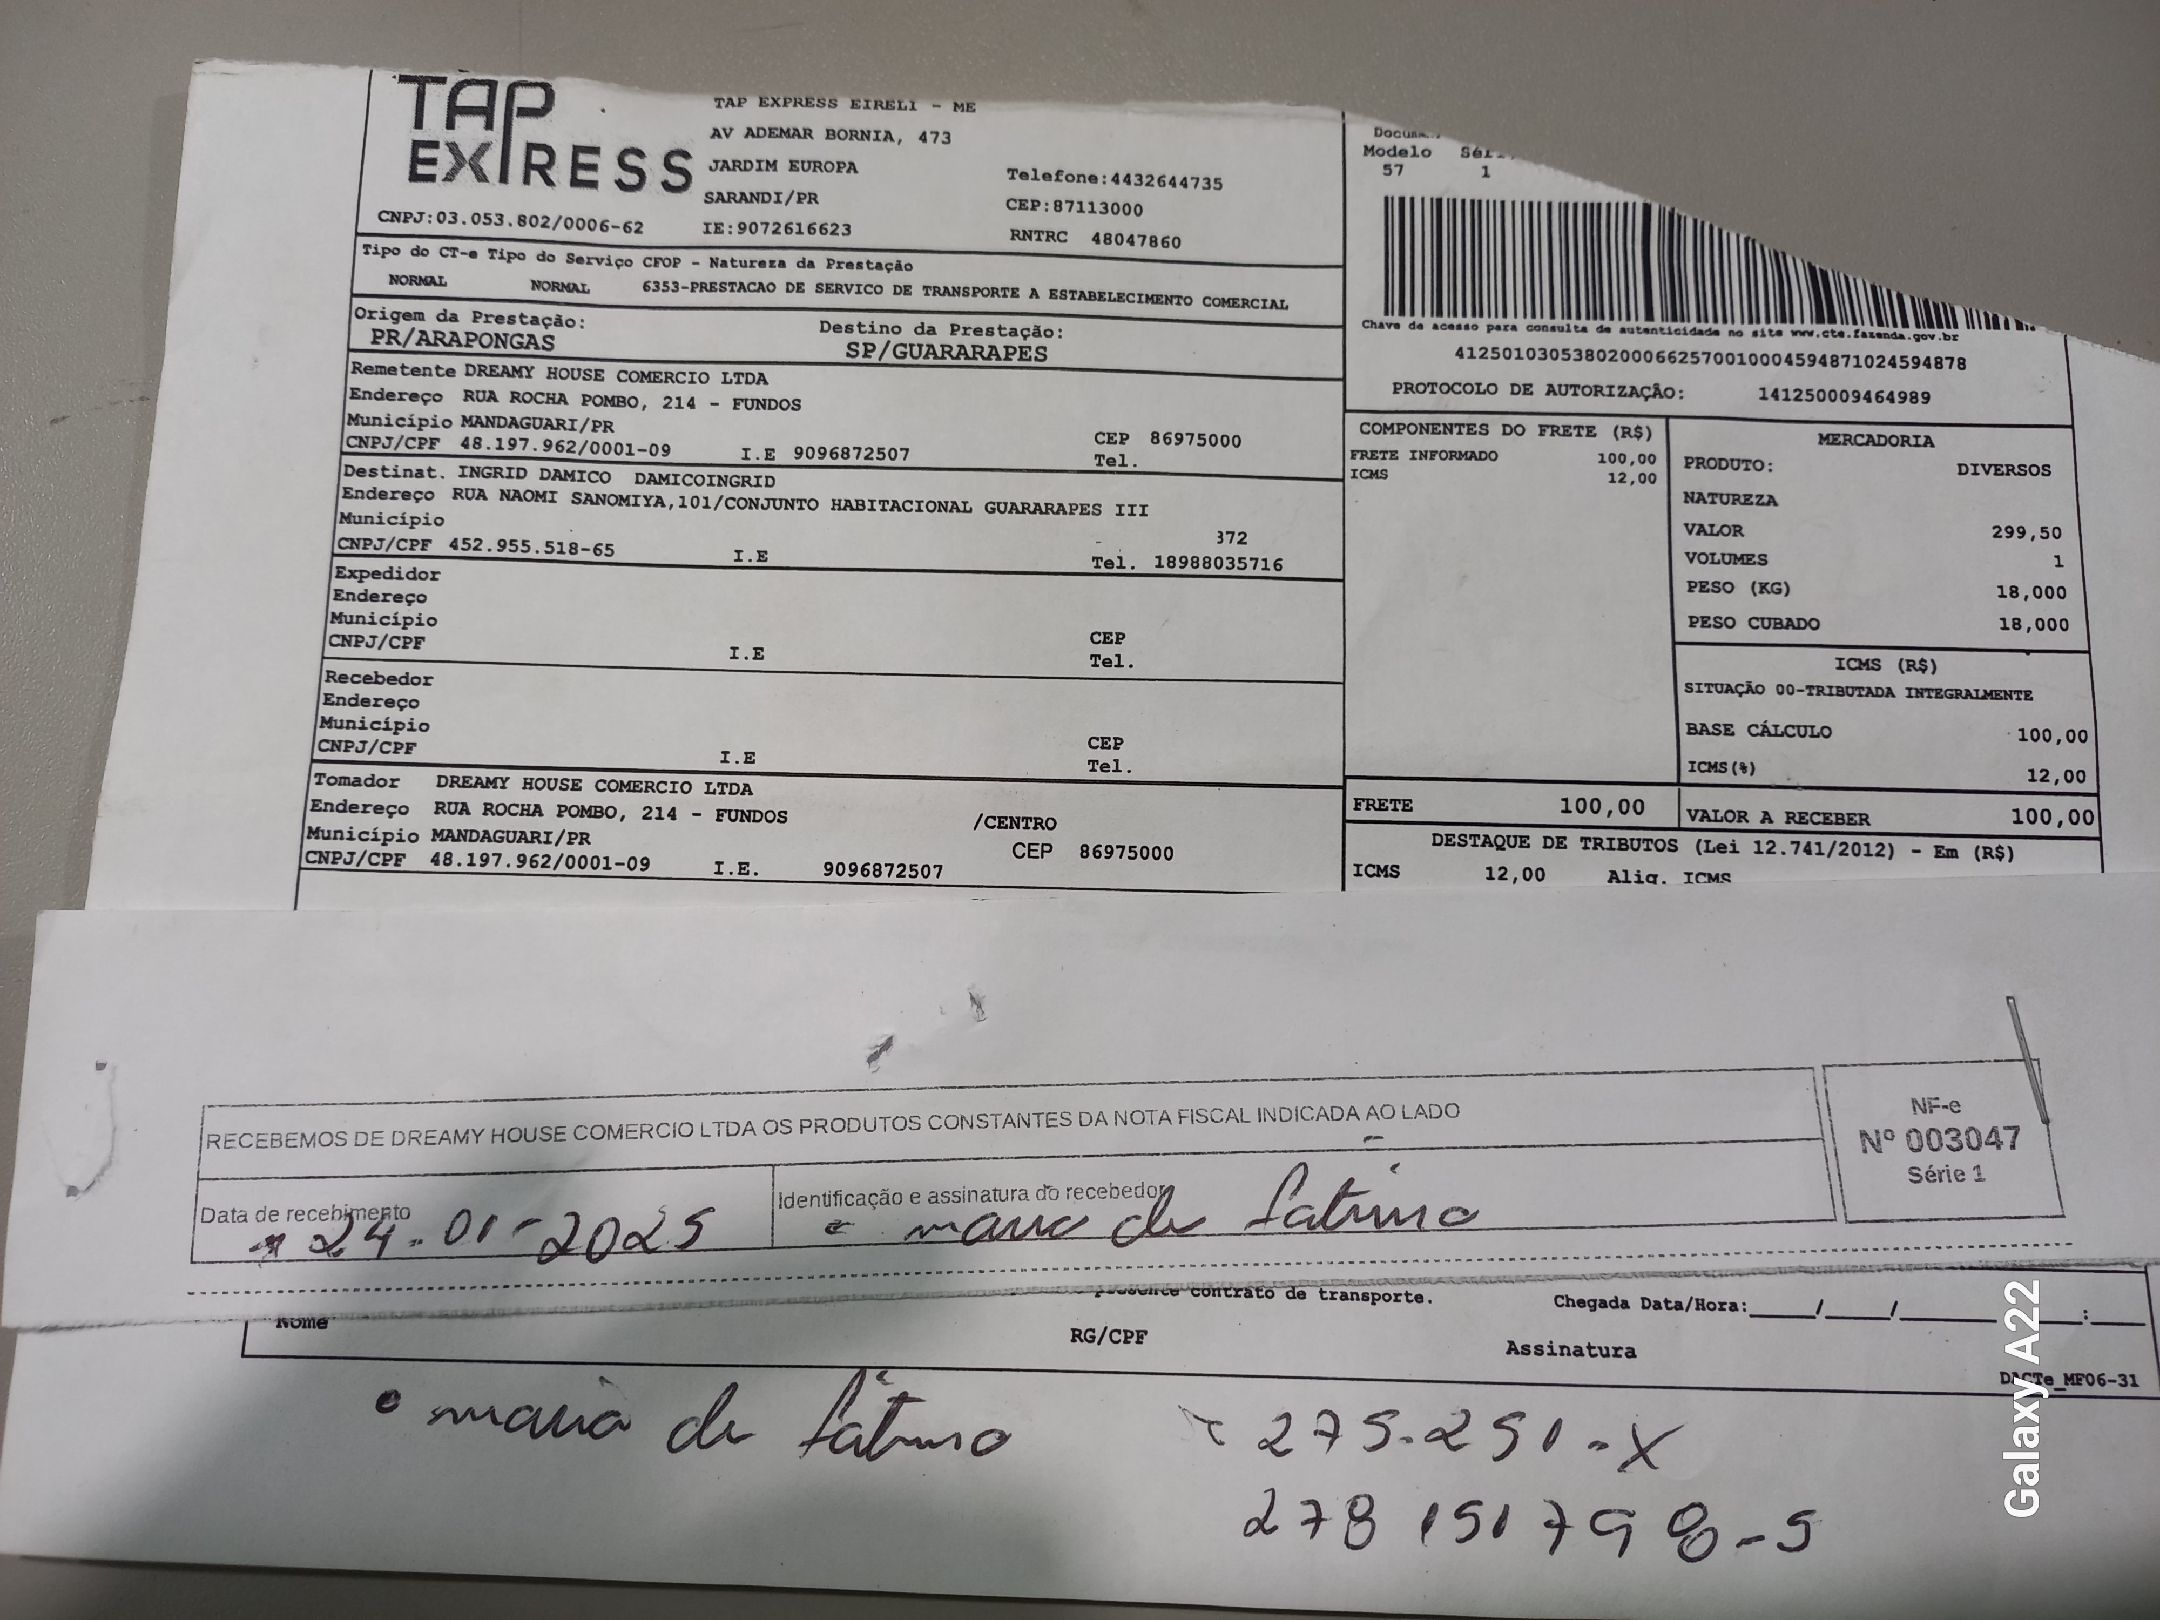 TAP EXPRESS
TAP EXPRESS EIRELI - ME
AV ADEMAR BORNIA, 473
JARDIM EUROPA
Telefone:4432644735
SARANDI/PR
CEP:87113000
CNPJ:03.053.802/0006-62
IE:9072616623
RNTRC 48047860
Modelo
57 1
Tipo do CT-e Tipo do Serviço CFOP - Natureza da Prestação
NORMAL NORMAL 6353-PRESTACAO DE SERVICO DE TRANSPORTE A ESTABELECIMENTO COMERCIAL
Origem da Prestação: Destino da Prestação:
PR/ARAPONGAS SP/GUARARAPES
Chave de acesso para consulta de autenticidade no site www.cte.fazenda.gov.br
41250103053802000662570010004594871024594878
PROTOCOLO DE AUTORIZAÇÃO: 141250009464989
Remetente DREAMY HOUSE COMERCIO LTDA
Endereço RUA ROCHA POMBO, 214 - FUNDOS
Município MANDAGUARI/PR CEP 86975000
CNPJ/CPF 48.197.962/0001-09 I.E 9096872507 Tel.
Destinat. INGRID DAMICO DAMICOINGRID
Endereço RUA NAOMI SANOMIYA,101/CONJUNTO HABITACIONAL GUARARAPES III
Município 372
CNPJ/CPF 452.955.518-65 I.E Tel. 18988035716
Expedidor
Endereço
Município CEP
CNPJ/CPF I.E Tel.
Recebedor
Endereço
Município CEP
CNPJ/CPF I.E Tel.
Tomador DREAMY HOUSE COMERCIO LTDA
Endereço RUA ROCHA POMBO, 214 - FUNDOS /CENTRO
Município MANDAGUARI/PR CEP 86975000
CNPJ/CPF 48.197.962/0001-09 I.E. 9096872507
COMPONENTES DO FRETE (R$)
FRETE INFORMADO 100,00
ICMS 12,00
MERCADORIA
PRODUTO: DIVERSOS
NATUREZA
VALOR 299,50
VOLUMES 1
PESO (KG) 18,000
PESO CUBADO 18,000
ICMS (R$)
SITUAÇÃO 00-TRIBUTADA INTEGRALMENTE
BASE CÁLCULO 100,00
ICMS(%) 12,00
FRETE 100,00 VALOR A RECEBER 100,00
DESTAQUE DE TRIBUTOS (Lei 12.741/2012) - Em (R$)
ICMS 12,00 Aliq. ICMS
RECEBEMOS DE DREAMY HOUSE COMERCIO LTDA OS PRODUTOS CONSTANTES DA NOTA FISCAL INDICADA AO LADO
NF-e
Nº 003047
Série 1
Data de recebimento Identificação e assinatura do recebedor
24-01-2025 maria de fatima
presente contrato de transporte. Chegada Data/Hora:____/____/______ ____:____
Nome RG/CPF Assinatura
DACTe_MF06-31
maria de fatima 275-251-X
278 151798-5
Galaxy A22